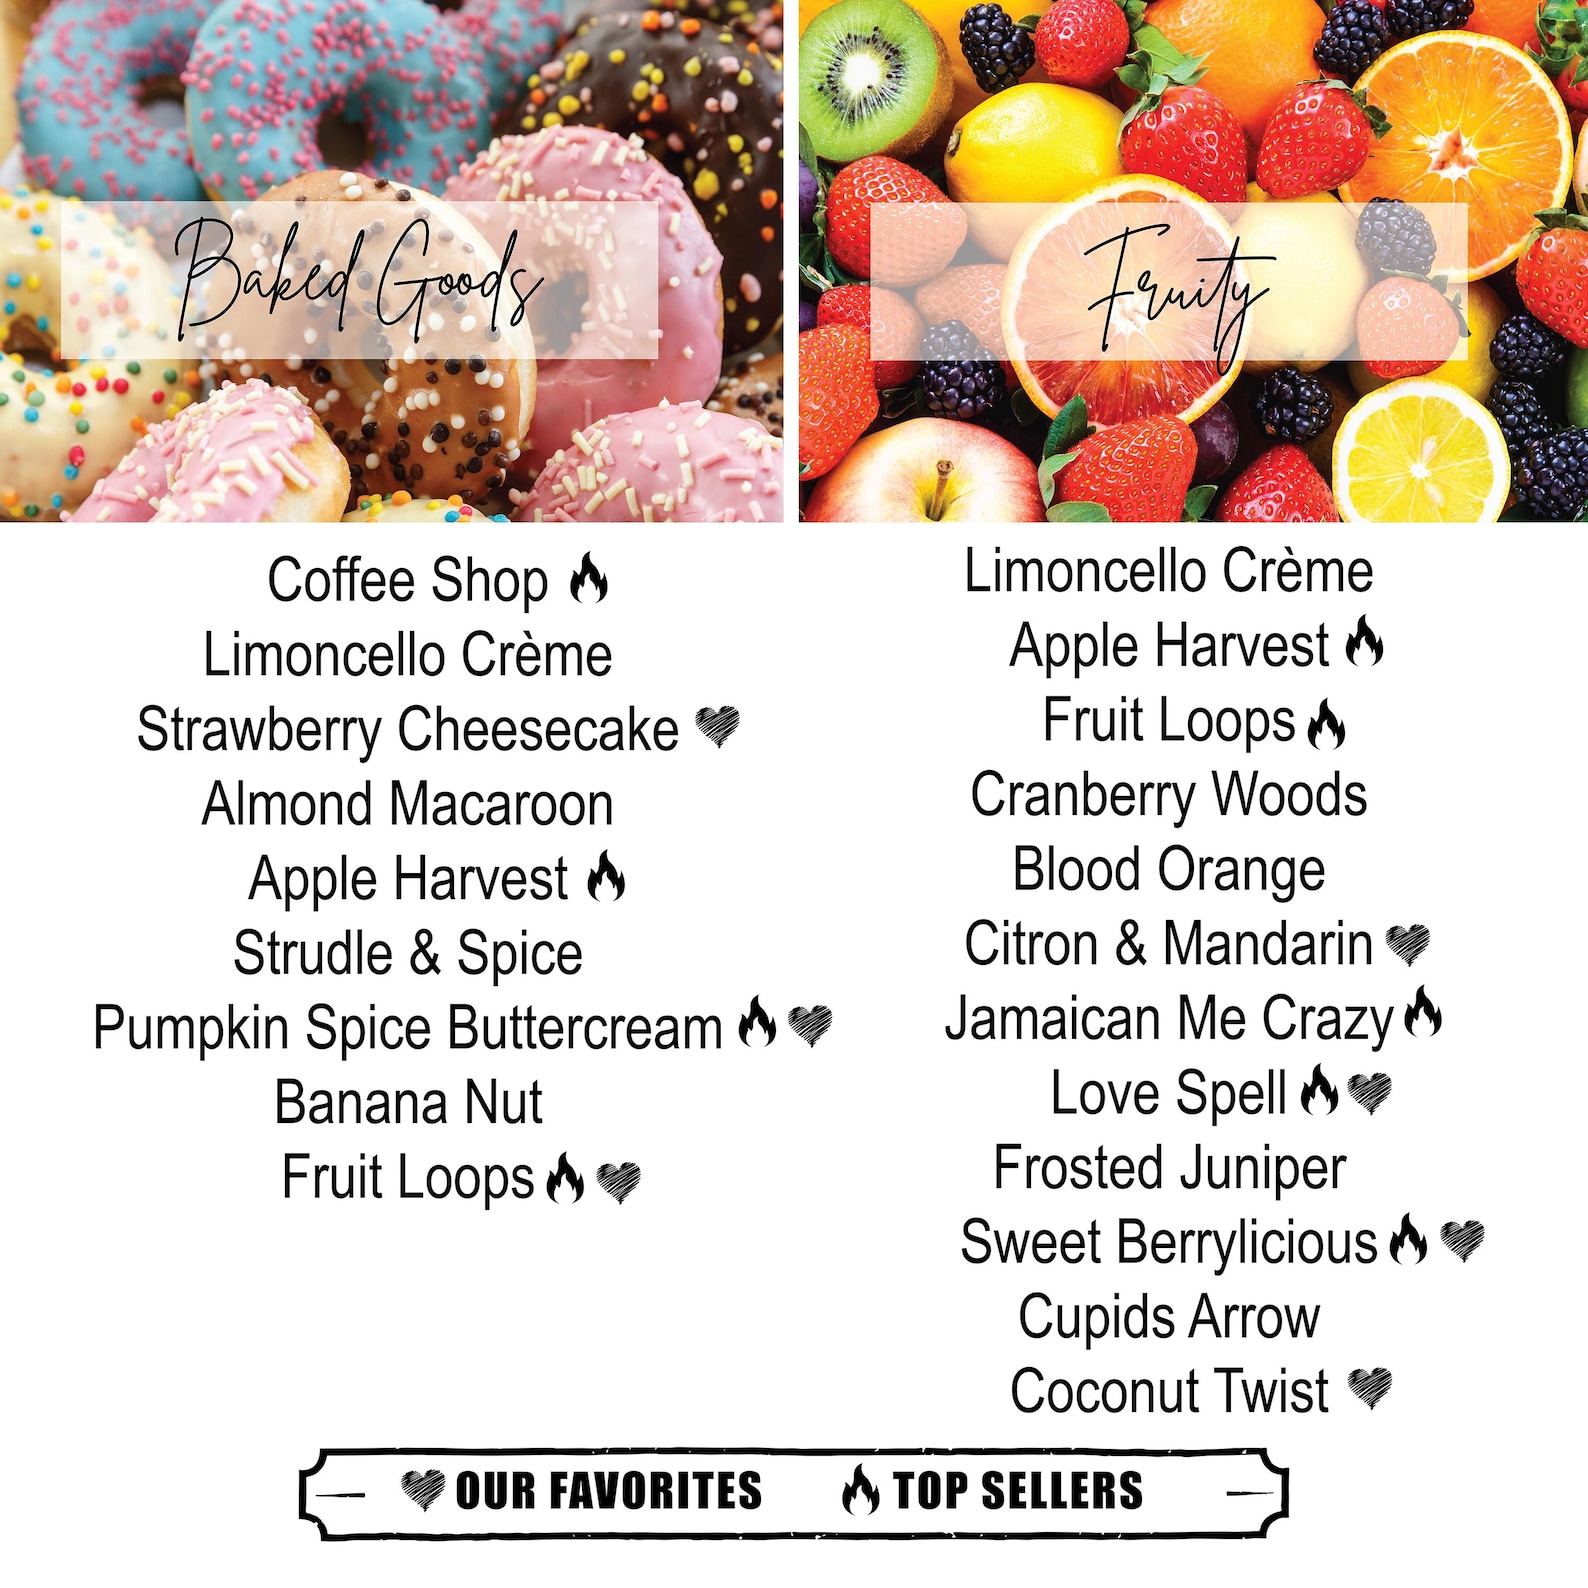 Baked Goods
Coffee Shop
Limoncello Crème
Strawberry Cheesecake
Almond Macaroon
Apple Harvest
Strudle & Spice
Pumpkin Spice Buttercream
Banana Nut
Fruit Loops
Fruity
Limoncello Crème
Apple Harvest
Fruit Loops
Cranberry Woods
Blood Orange
Citron & Mandarin
Jamaican Me Crazy
Love Spell
Frosted Juniper
Sweet Berrylicious
Cupids Arrow
Coconut Twist
OUR FAVORITES TOP SELLERS